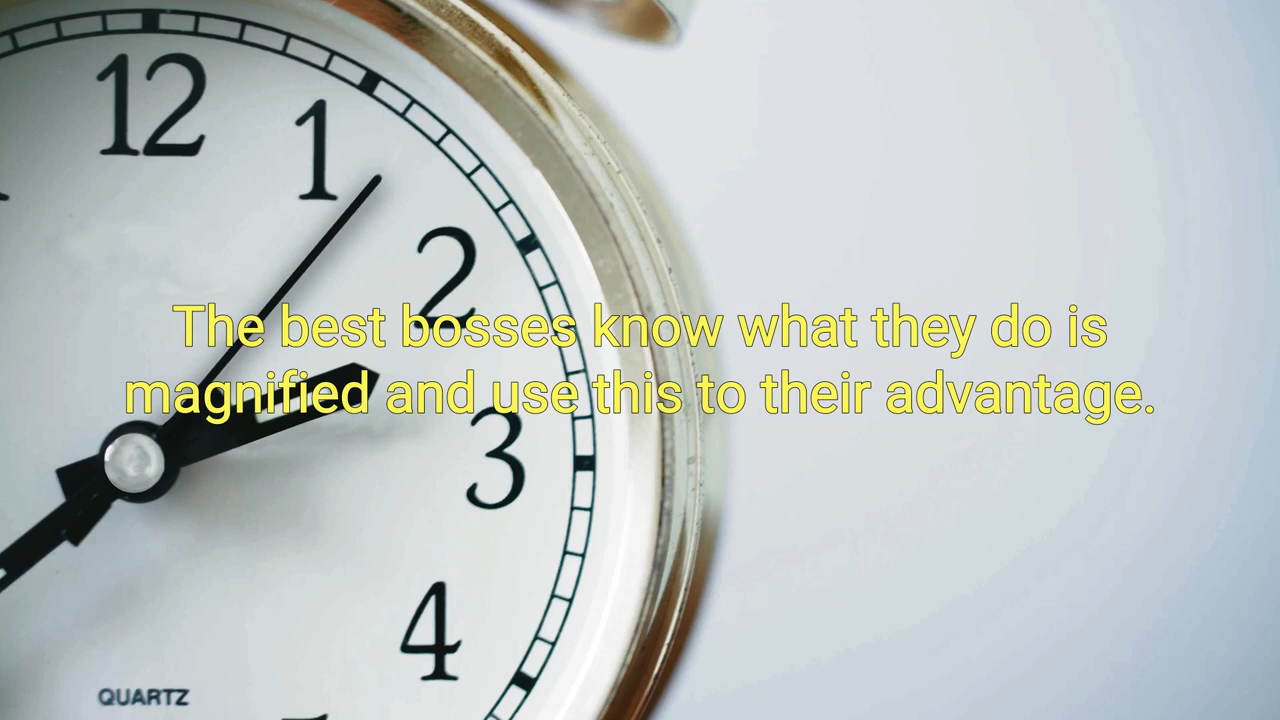 12
1
2
The best bosses know what they do is
magnified and use this to their advantage.
3
4
QUARTZ